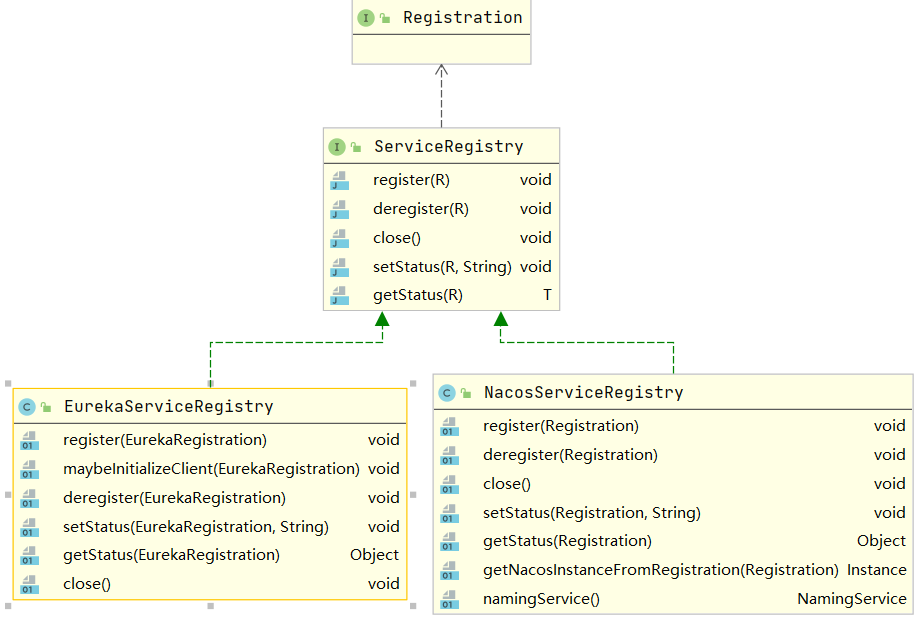 Registration
ServiceRegistry
register(R) void
deregister(R) void
close() void
setStatus(R, String) void
getStatus(R) T
EurekaServiceRegistry
register(EurekaRegistration) void
maybeInitializeClient(EurekaRegistration) void
deregister(EurekaRegistration) void
setStatus(EurekaRegistration, String) void
getStatus(EurekaRegistration) Object
close() void
NacosServiceRegistry
register(Registration) void
deregister(Registration) void
close() void
setStatus(Registration, String) void
getStatus(Registration) Object
getNacosInstanceFromRegistration(Registration) Instance
namingService() NamingService